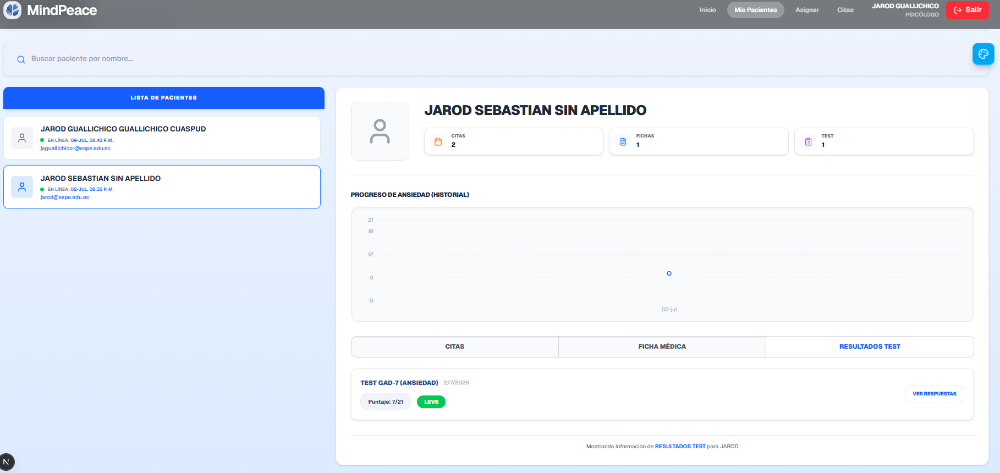 MindPeace
Inicio
Mis Pacientes
Asignar
Citas
JAROD GUALLICHICO
PSICÓLOGO
Salir
Buscar paciente por nombre...
LISTA DE PACIENTES
JAROD GUALLICHICO GUALLICHICO CUASPUD
EN LÍNEA: 09-JUL, 08:43 P. M.
jsguallichico1@espe.edu.ec
JAROD SEBASTIAN SIN APELLIDO
EN LÍNEA: 02-JUL, 08:33 P. M.
jarod@espe.edu.ec
JAROD SEBASTIAN SIN APELLIDO
CITAS
2
FICHAS
1
TEST
1
PROGRESO DE ANSIEDAD (HISTORIAL)
21
18
12
6
0
02-jul
CITAS
FICHA MÉDICA
RESULTADOS TEST
TEST GAD-7 (ANSIEDAD) 2/7/2026
Puntaje: 7/21
LEVE
VER RESPUESTAS
Mostrando información de RESULTADOS TEST para JAROD
N